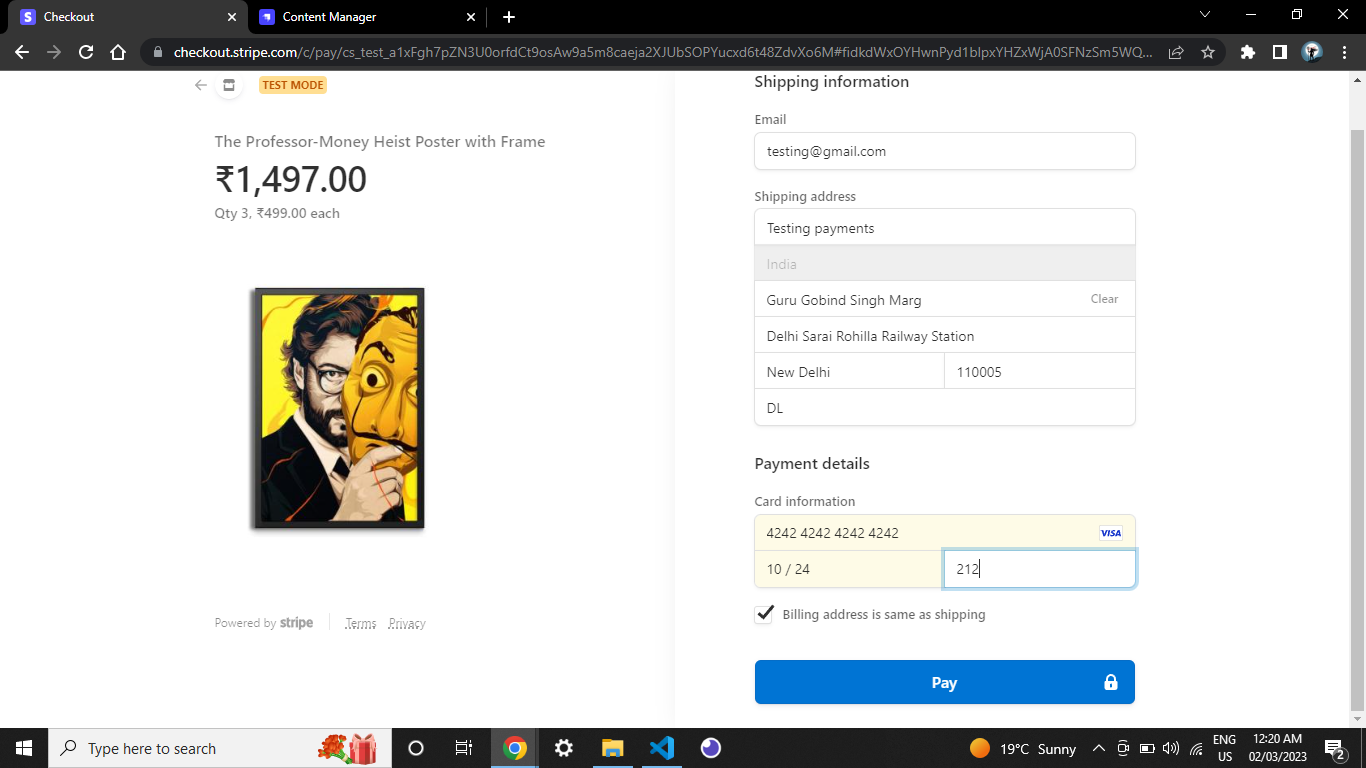 Checkout
Content Manager
checkout.stripe.com/c/pay/cs_test_a1xFgh7pZN3U0orfdCt9osAw9a5m8caeja2XJUbSOPYucxd6t48ZdvXo6M#fidkdWxOYHwnPyd1blpxYHZxWjA0SFNzSm5WQ...
TEST MODE
The Professor-Money Heist Poster with Frame
₹1,497.00
Qty 3, ₹499.00 each
Powered by stripe
Terms Privacy
Shipping information
Email
testing@gmail.com
Shipping address
Testing payments
India
Guru Gobind Singh Marg Clear
Delhi Sarai Rohilla Railway Station
New Delhi 110005
DL
Payment details
Card information
4242 4242 4242 4242 VISA
10 / 24 212
Billing address is same as shipping
Pay
Type here to search
19°C Sunny
ENG
US
12:20 AM
02/03/2023
2